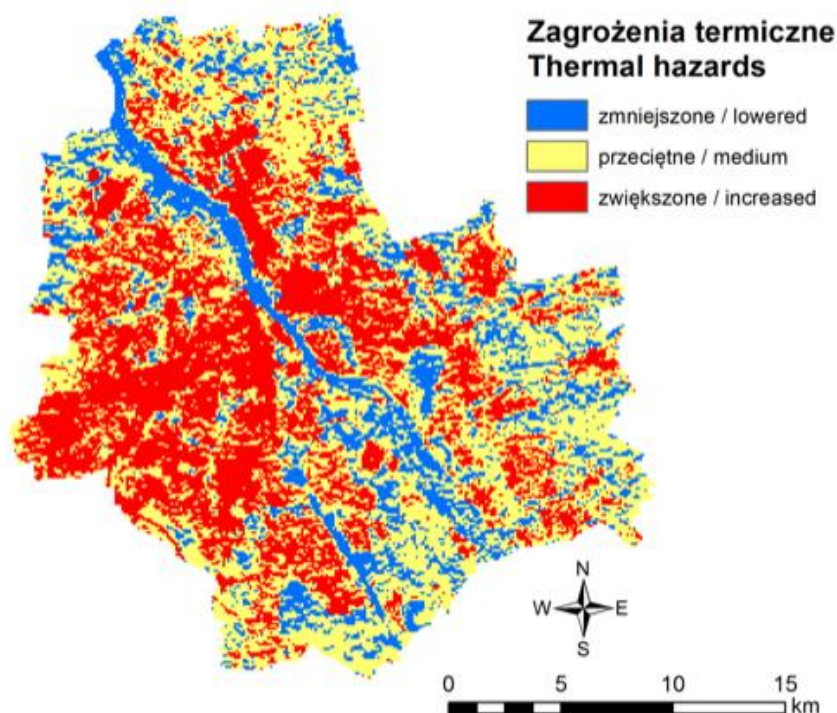 Zagrożenia termiczne
Thermal hazards
zmniejszone / lowered
przeciętne / medium
zwiększone / increased
N
W E
S
0 5 10 15
km